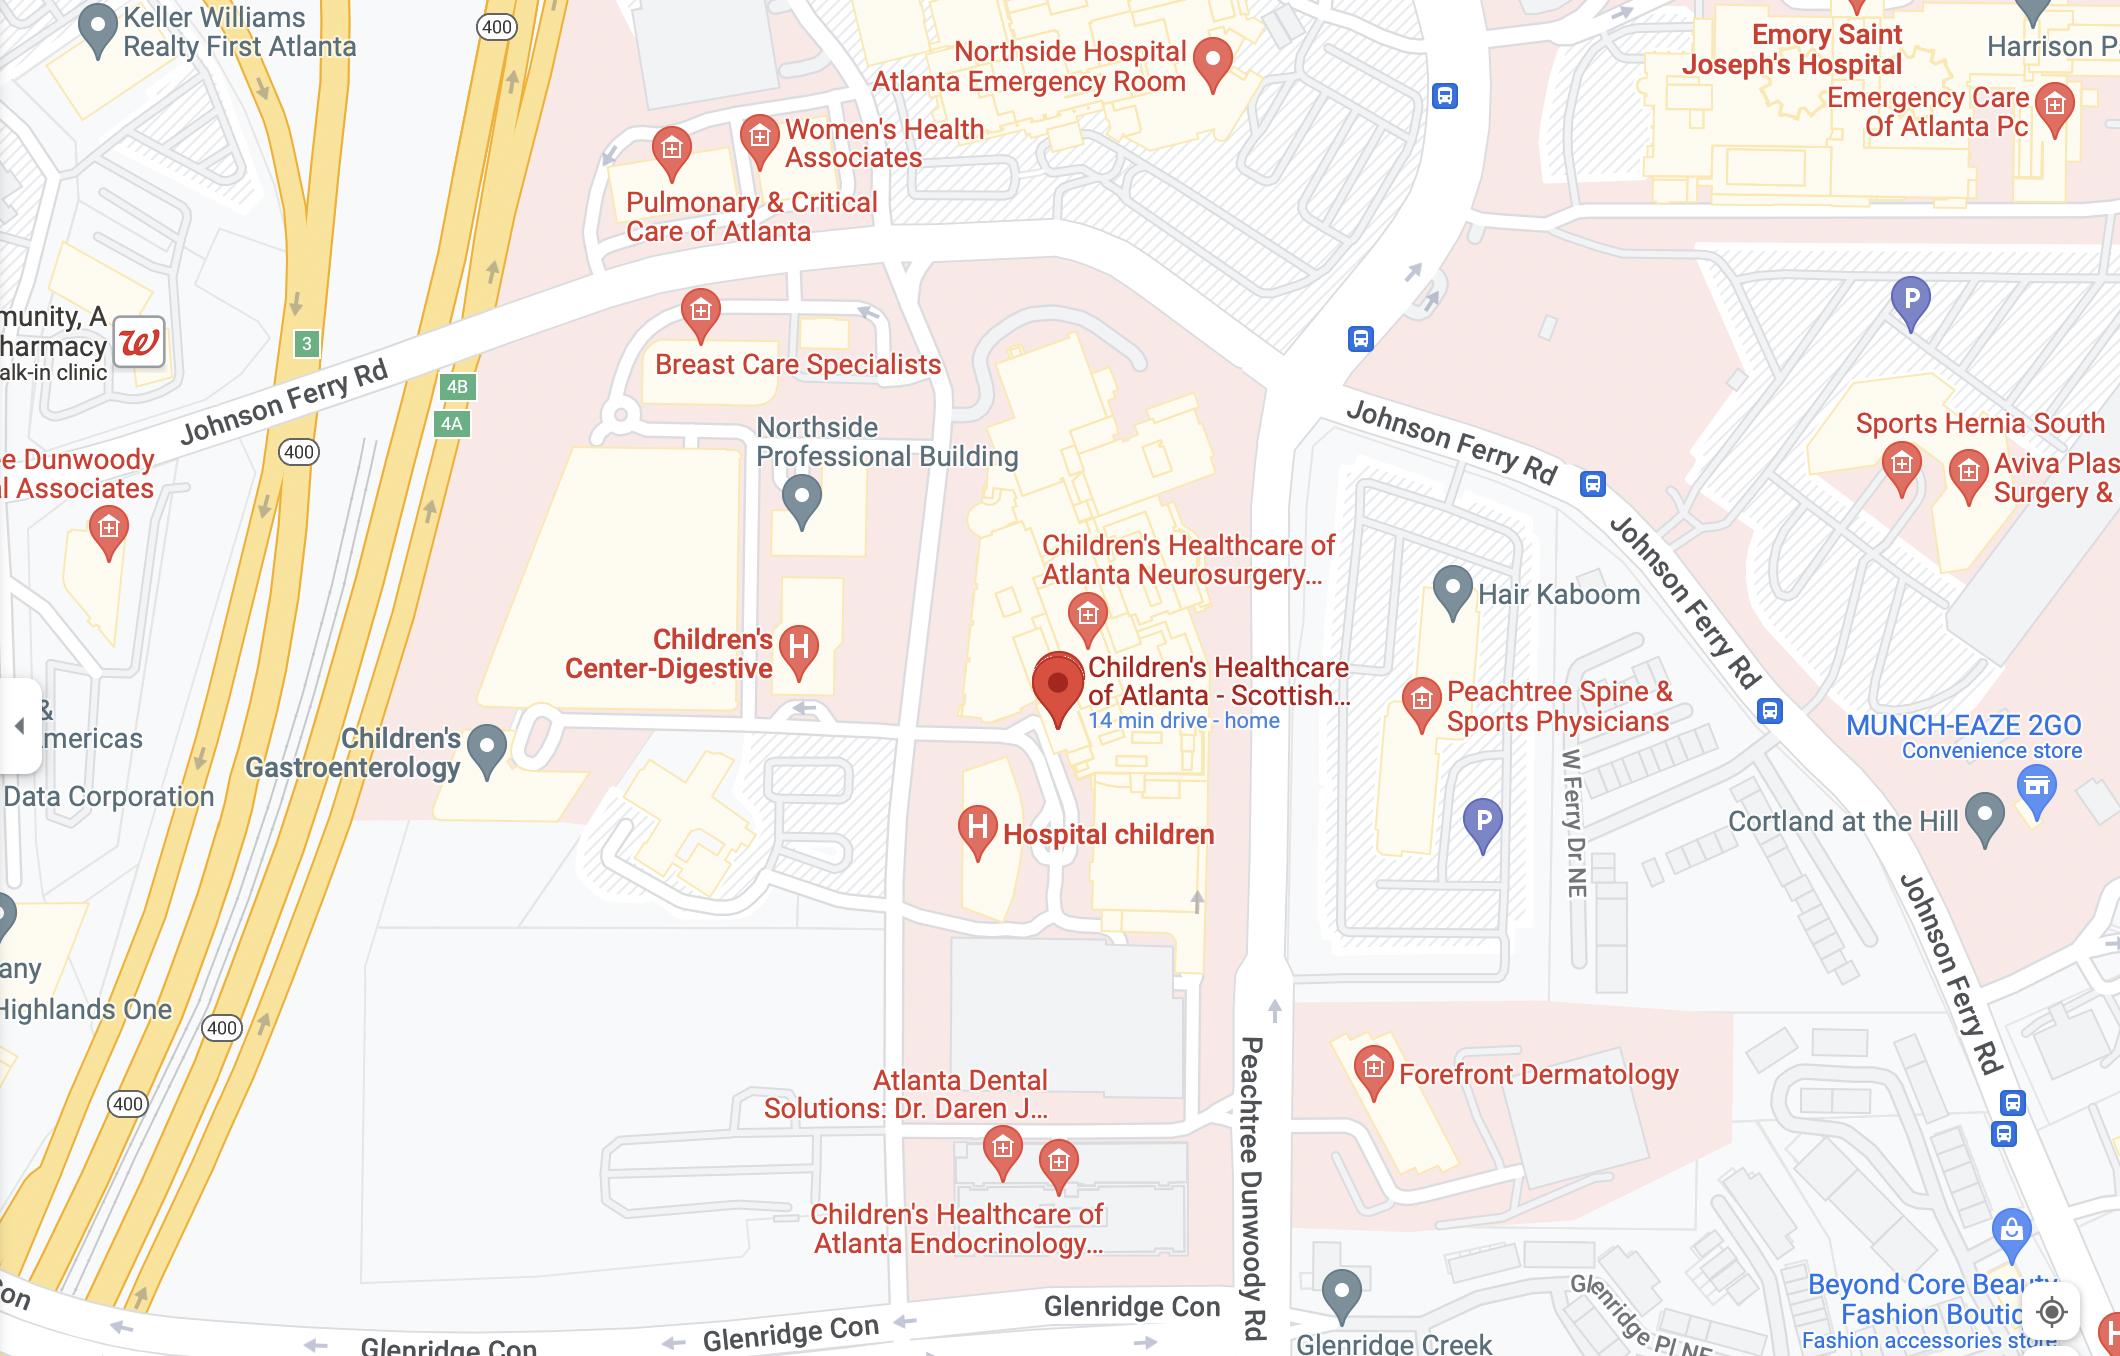 Keller Williams
Realty First Atlanta
400
Northside Hospital
Atlanta Emergency Room
Emory Saint
Joseph's Hospital
Harrison P
Emergency Care
Of Atlanta Pc
Women's Health
Associates
Pulmonary & Critical
Care of Atlanta
P
munity, A
harmacy
alk-in clinic
W
3
4B
4A
Johnson Ferry Rd
Breast Care Specialists
Johnson Ferry Rd
Sports Hernia South
Aviva Plas
Surgery &
e Dunwoody
l Associates
400
Northside
Professional Building
Children's Healthcare of
Atlanta Neurosurgery...
Hair Kaboom
Johnson Ferry Rd
Children's
Center-Digestive
H
Children's Healthcare
of Atlanta - Scottish...
14 min drive - home
Peachtree Spine &
Sports Physicians
MUNCH-EAZE 2GO
Convenience store
&
mericas
Children's
Gastroenterology
Data Corporation
H
Hospital children
P
W Ferry Dr NE
Cortland at the Hill
Johnson Ferry Rd
any
Highlands One
400
400
Atlanta Dental
Solutions: Dr. Daren J...
Peachtree Dunwoody Rd
Forefront Dermatology
Children's Healthcare of
Atlanta Endocrinology...
Glenridge Con
Glenridge Con
Glenridge Con
on
Glenridge Creek
Glenridge Pl NE
Beyond Core Beauty
Fashion Boutic
Fashion accessories store
H